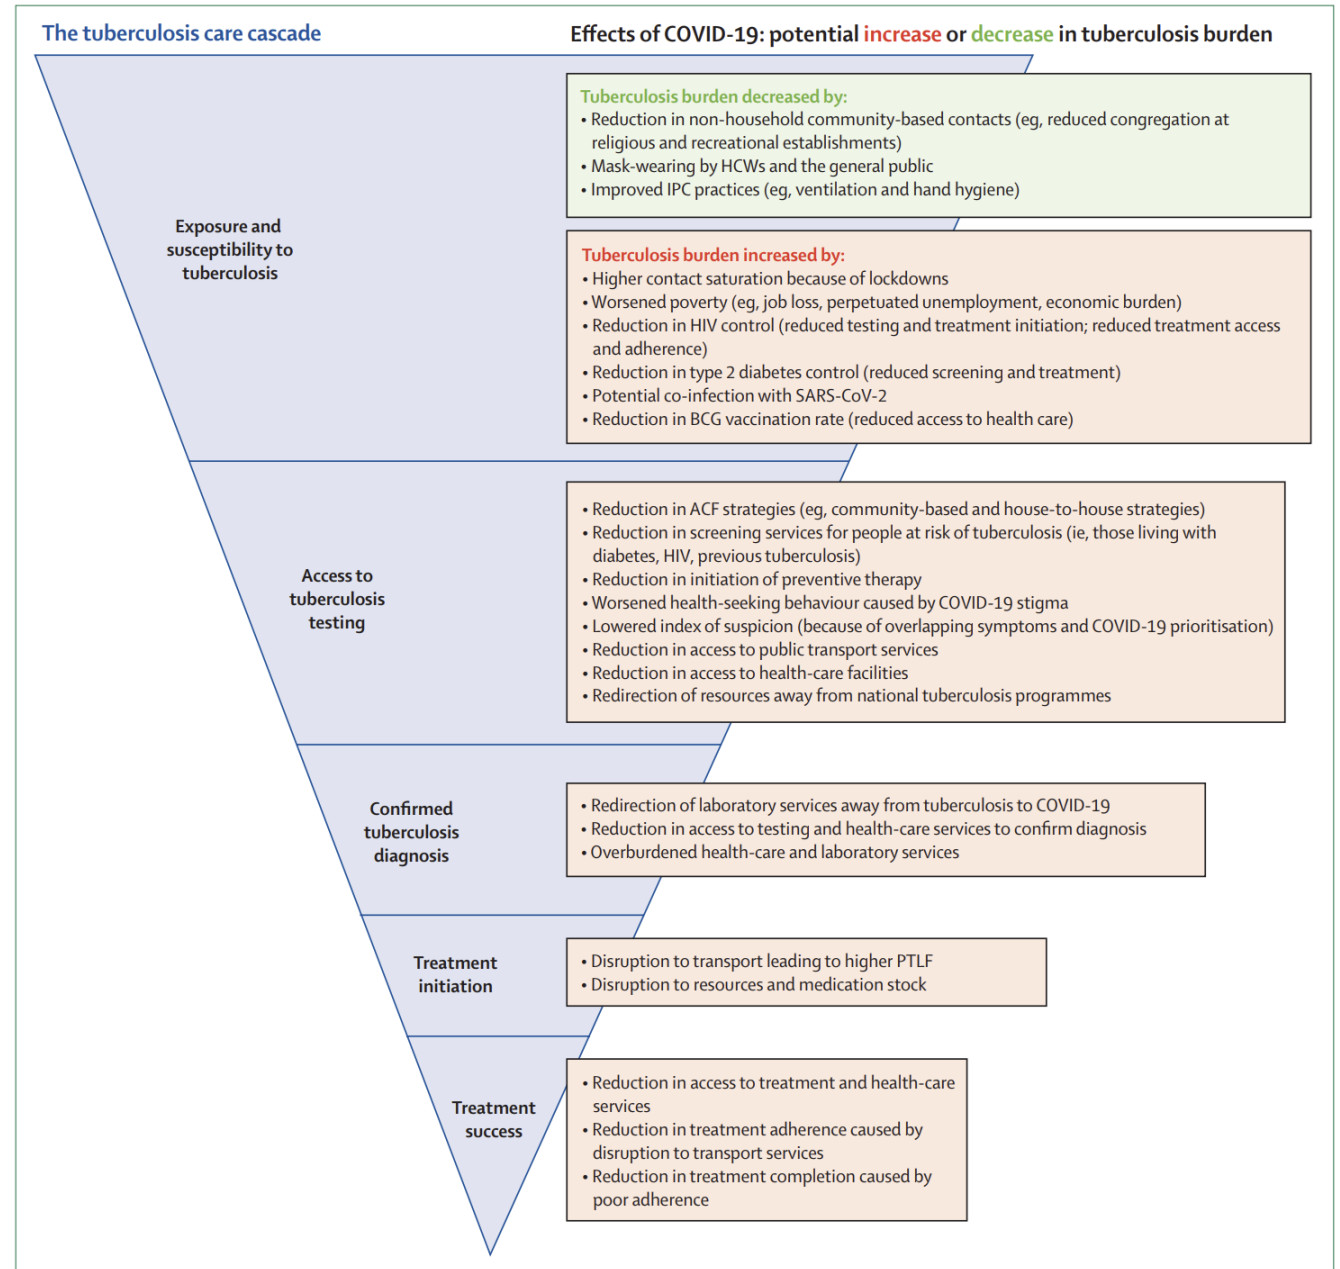 The tuberculosis care cascade
Effects of COVID-19: potential increase or decrease in tuberculosis burden
Exposure and
susceptibility to
tuberculosis
Tuberculosis burden decreased by:
• Reduction in non-household community-based contacts (eg, reduced congregation at
religious and recreational establishments)
• Mask-wearing by HCWs and the general public
• Improved IPC practices (eg, ventilation and hand hygiene)
Tuberculosis burden increased by:
• Higher contact saturation because of lockdowns
• Worsened poverty (eg, job loss, perpetuated unemployment, economic burden)
• Reduction in HIV control (reduced testing and treatment initiation; reduced treatment access
and adherence)
• Reduction in type 2 diabetes control (reduced screening and treatment)
• Potential co-infection with SARS-CoV-2
• Reduction in BCG vaccination rate (reduced access to health care)
Access to
tuberculosis
testing
• Reduction in ACF strategies (eg, community-based and house-to-house strategies)
• Reduction in screening services for people at risk of tuberculosis (ie, those living with
diabetes, HIV, previous tuberculosis)
• Reduction in initiation of preventive therapy
• Worsened health-seeking behaviour caused by COVID-19 stigma
• Lowered index of suspicion (because of overlapping symptoms and COVID-19 prioritisation)
• Reduction in access to public transport services
• Reduction in access to health-care facilities
• Redirection of resources away from national tuberculosis programmes
Confirmed
tuberculosis
diagnosis
• Redirection of laboratory services away from tuberculosis to COVID-19
• Reduction in access to testing and health-care services to confirm diagnosis
• Overburdened health-care and laboratory services
Treatment
initiation
• Disruption to transport leading to higher PTLF
• Disruption to resources and medication stock
Treatment
success
• Reduction in access to treatment and health-care
services
• Reduction in treatment adherence caused by
disruption to transport services
• Reduction in treatment completion caused by
poor adherence